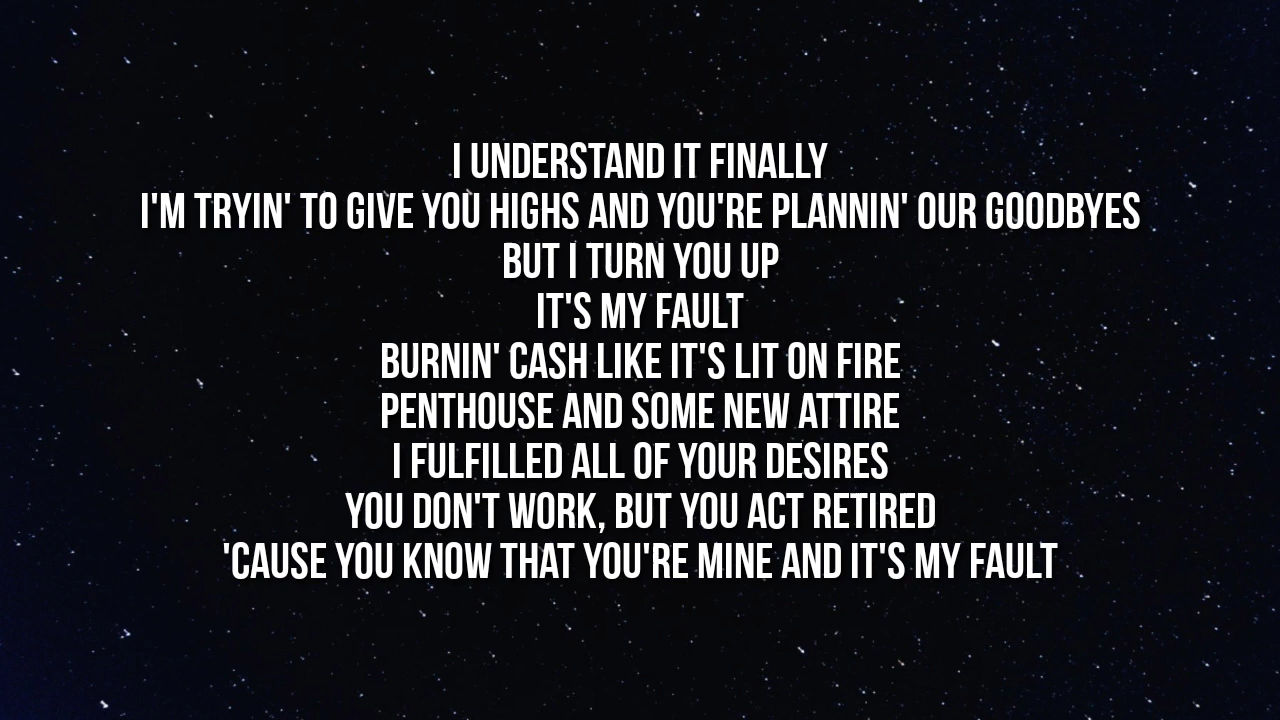 I UNDERSTAND IT FINALLY
I'M TRYIN' TO GIVE YOU HIGHS AND YOU'RE PLANNIN' OUR GOODBYES
BUT I TURN YOU UP
IT'S MY FAULT
BURNIN' CASH LIKE IT'S LIT ON FIRE
PENTHOUSE AND SOME NEW ATTIRE
I FULFILLED ALL OF YOUR DESIRES
YOU DON'T WORK, BUT YOU ACT RETIRED
'CAUSE YOU KNOW THAT YOU'RE MINE AND IT'S MY FAULT